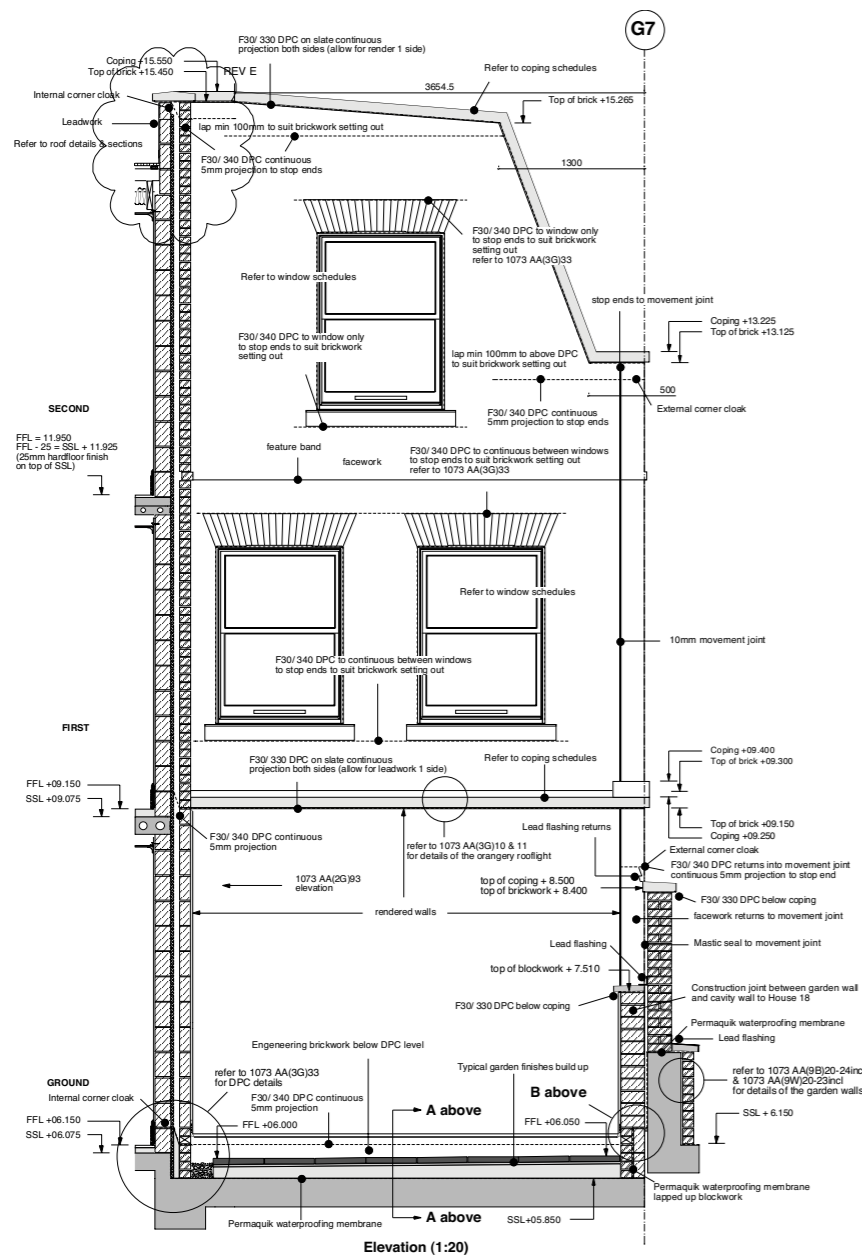 G7
F30/ 330 DPC on slate continuous
projection both sides (allow for render 1 side)
Coping +15.550
Top of brick +15.450
REV E
3654.5
Refer to coping schedules
Internal corner cloak
Top of brick +15.265
Leadwork
lap min 100mm to suit brickwork setting out
Refer to roof details & sections
F30/ 340 DPC continuous
5mm projection to stop ends
1300
F30/ 340 DPC to window only
to stop ends to suit brickwork
setting out
refer to 1073 AA(3G)33
Refer to window schedules
stop ends to movement joint
Coping +13.225
Top of brick +13.125
F30/ 340 DPC to window only
to stop ends to suit brickwork
setting out
lap min 100mm to above DPC
to suit brickwork setting out
500
SECOND
F30/ 340 DPC continuous
5mm projection to stop ends
External corner cloak
FFL = 11.950
FFL - 25 = SSL + 11.925
(25mm hardfloor finish
on top of SSL)
feature band
facework
F30/ 340 DPC to continuous between windows
to stop ends to suit brickwork setting out
refer to 1073 AA(3G)33
Refer to window schedules
10mm movement joint
F30/ 340 DPC to continuous between windows
to stop ends to suit brickwork setting out
FIRST
F30/ 330 DPC on slate continuous
projection both sides (allow for leadwork 1 side)
Refer to coping schedules
Coping +09.400
Top of brick +09.300
FFL +09.150
SSL +09.075
Top of brick +09.150
Coping +09.250
F30/ 340 DPC continuous
5mm projection
refer to 1073 AA(3G)10 & 11
for details of the orangery rooflight
Lead flashing returns
External corner cloak
F30/ 340 DPC returns into movement joint
continuous 5mm projection to stop end
1073 AA(2G)93
elevation
top of coping + 8.500
top of brickwork + 8.400
F30/ 330 DPC below coping
rendered walls
facework returns to movement joint
Lead flashing
Mastic seal to movement joint
top of blockwork + 7.510
Construction joint between garden wall
and cavity wall to House 18
F30/ 330 DPC below coping
Permaquik waterproofing membrane
Lead flashing
Engeneering brickwork below DPC level
refer to 1073 AA(3G)33
for DPC details
Typical garden finishes build up
refer to 1073 AA(9B)20-24incl
& 1073 AA(9W)20-23incl
for details of the garden walls
GROUND
Internal corner cloak
F30/ 340 DPC continuous
5mm projection
B above
A above
FFL +06.150
SSL +06.075
FFL +06.000
FFL +06.050
SSL + 6.150
Permaquik waterproofing membrane
lapped up blockwork
Permaquik waterproofing membrane
A above
SSL+05.850
Elevation (1:20)